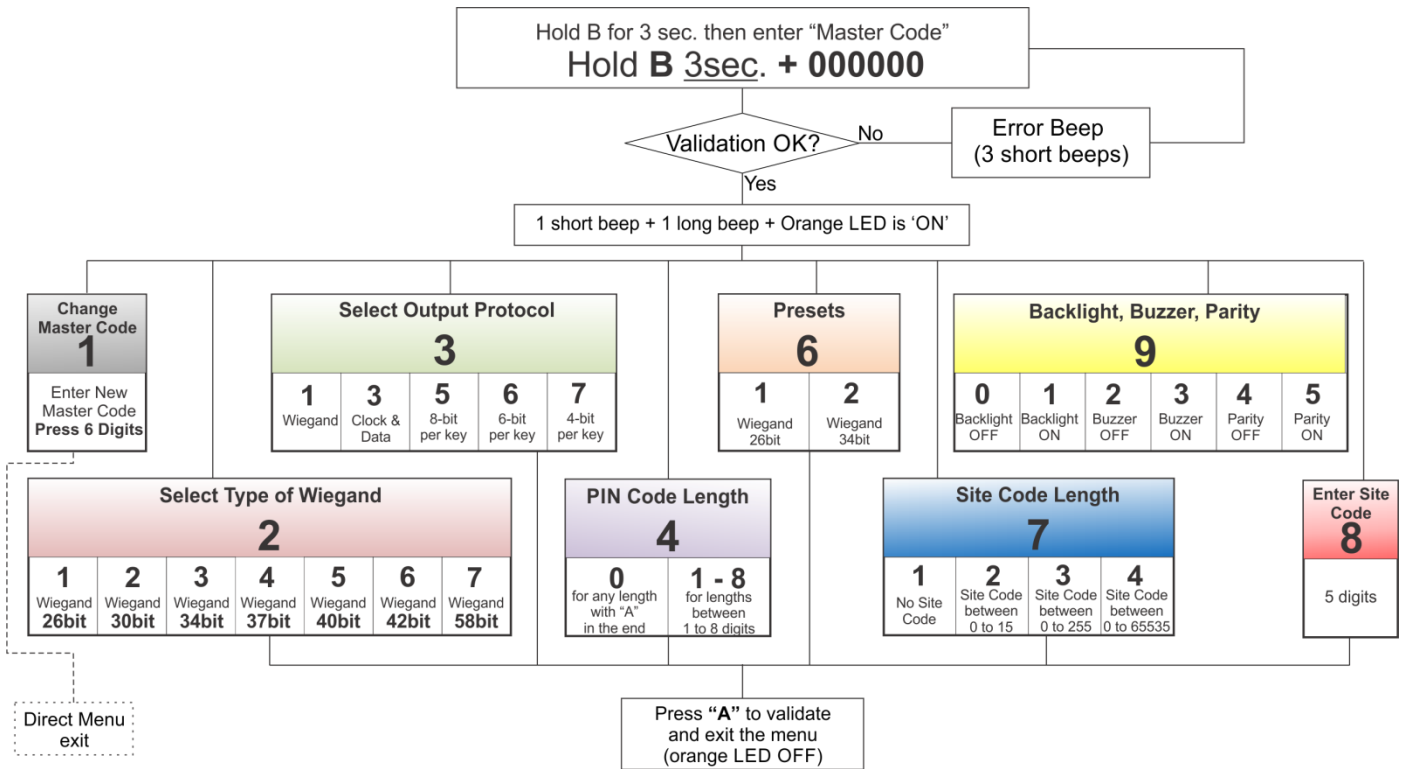 Hold B for 3 sec. then enter “Master Code”
Hold B 3sec. + 000000
Validation OK?
No
Error Beep
(3 short beeps)
Yes
1 short beep + 1 long beep + Orange LED is ‘ON’
Change
Master Code
1
Enter New
Master Code
Press 6 Digits
Select Output Protocol
3
1
Wiegand
3
Clock &
Data
5
8-bit
per key
6
6-bit
per key
7
4-bit
per key
Presets
6
1
Wiegand
26bit
2
Wiegand
34bit
Backlight, Buzzer, Parity
9
0
Backlight
OFF
1
Backlight
ON
2
Buzzer
OFF
3
Buzzer
ON
4
Parity
OFF
5
Parity
ON
Select Type of Wiegand
2
1
Wiegand
26bit
2
Wiegand
30bit
3
Wiegand
34bit
4
Wiegand
37bit
5
Wiegand
40bit
6
Wiegand
42bit
7
Wiegand
58bit
PIN Code Length
4
0
for any length
with “A”
in the end
1 - 8
for lengths
between
1 to 8 digits
Site Code Length
7
1
No Site
Code
2
Site Code
between
0 to 15
3
Site Code
between
0 to 255
4
Site Code
between
0 to 65535
Enter Site
Code
8
5 digits
Direct Menu
exit
Press “A” to validate
and exit the menu
(orange LED OFF)